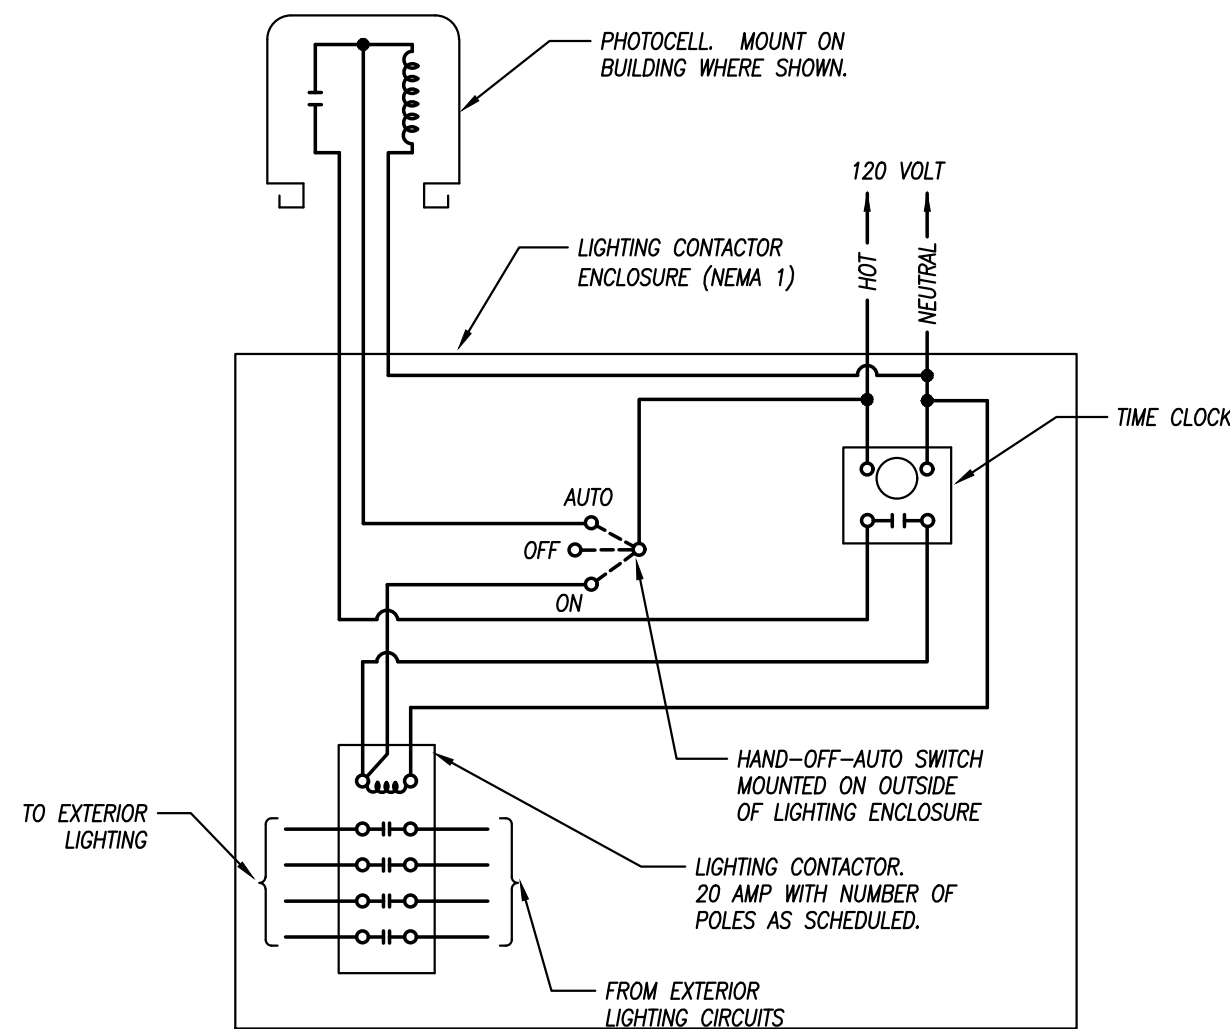 PHOTOCELL. MOUNT ON
BUILDING WHERE SHOWN.
120 VOLT
HOT
NEUTRAL
LIGHTING CONTACTOR
ENCLOSURE (NEMA 1)
TIME CLOCK
AUTO
OFF
ON
HAND-OFF-AUTO SWITCH
MOUNTED ON OUTSIDE
OF LIGHTING ENCLOSURE
TO EXTERIOR
LIGHTING
LIGHTING CONTACTOR.
20 AMP WITH NUMBER OF
POLES AS SCHEDULED.
FROM EXTERIOR
LIGHTING CIRCUITS